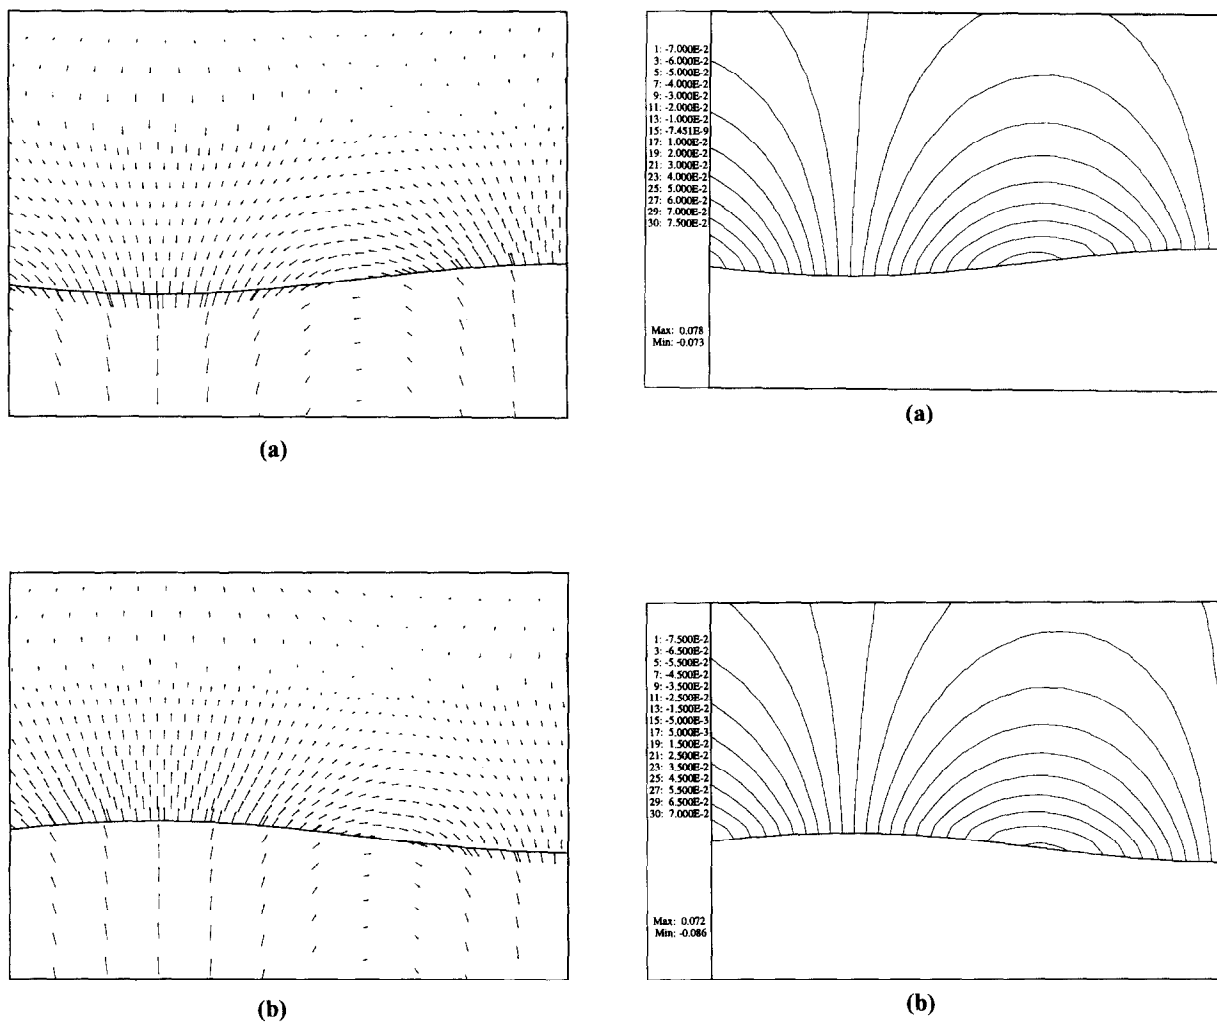 1: -7.000E-2
3: -6.000E-2
5: -5.000E-2
7: -4.000E-2
9: -3.000E-2
11: -2.000E-2
13: -1.000E-2
15: -7.451E-9
17: 1.000E-2
19: 2.000E-2
21: 3.000E-2
23: 4.000E-2
25: 5.000E-2
27: 6.000E-2
29: 7.000E-2
30: 7.500E-2
Max: 0.078
Min: -0.073
(a)
(a)
1: -7.500E-2
3: -6.500E-2
5: -5.500E-2
7: -4.500E-2
9: -3.500E-2
11: -2.500E-2
13: -1.500E-2
15: -5.000E-3
17: 5.000E-3
19: 1.500E-2
21: 2.500E-2
23: 3.500E-2
25: 4.500E-2
27: 5.500E-2
29: 6.500E-2
30: 7.000E-2
Max: 0.072
Min: -0.086
(b)
(b)